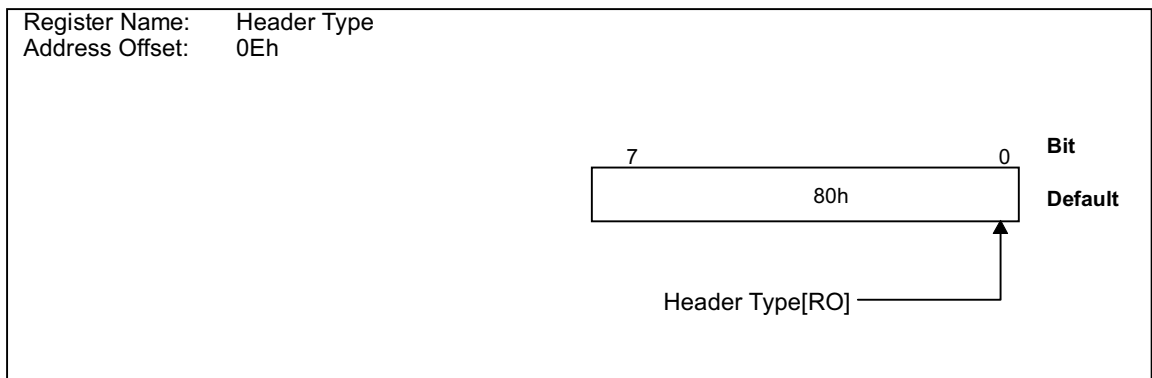 Register Name: Header Type
Address Offset: 0Eh
7 0 Bit
80h Default
Header Type[RO]